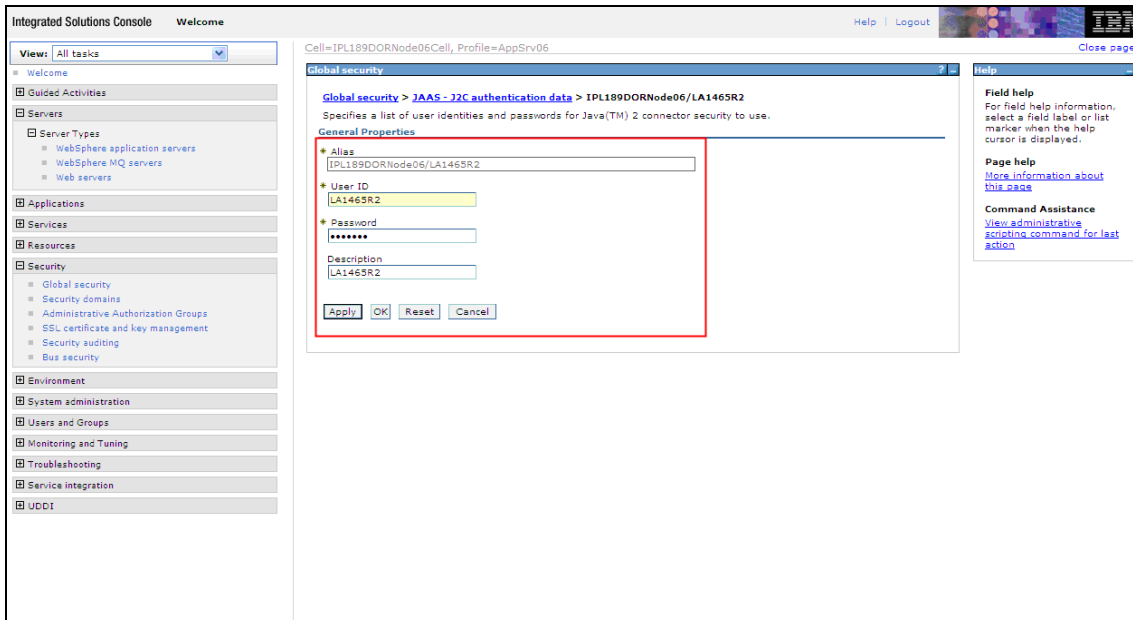 Integrated Solutions Console Welcome
Help | Logout
IBM
View: All tasks
Welcome
Guided Activities
Servers
Server Types
WebSphere application servers
WebSphere MQ servers
Web servers
Applications
Services
Resources
Security
Global security
Security domains
Administrative Authorization Groups
SSL certificate and key management
Security auditing
Bus security
Environment
System administration
Users and Groups
Monitoring and Tuning
Troubleshooting
Service integration
UDDI
Cell=IPL189DORNode06Cell, Profile=AppSrv06
Close page
Global security ? _
Global security > JAAS - J2C authentication data > IPL189DORNode06/LA1465R2
Specifies a list of user identities and passwords for Java(TM) 2 connector security to use.
General Properties
* Alias
IPL189DORNode06/LA1465R2
* User ID
LA1465R2
* Password
•••••••
Description
LA1465R2
Apply OK Reset Cancel
Help _
Field help
For field help information,
select a field label or list
marker when the help
cursor is displayed.
Page help
More information about
this page
Command Assistance
View administrative
scripting command for last
action